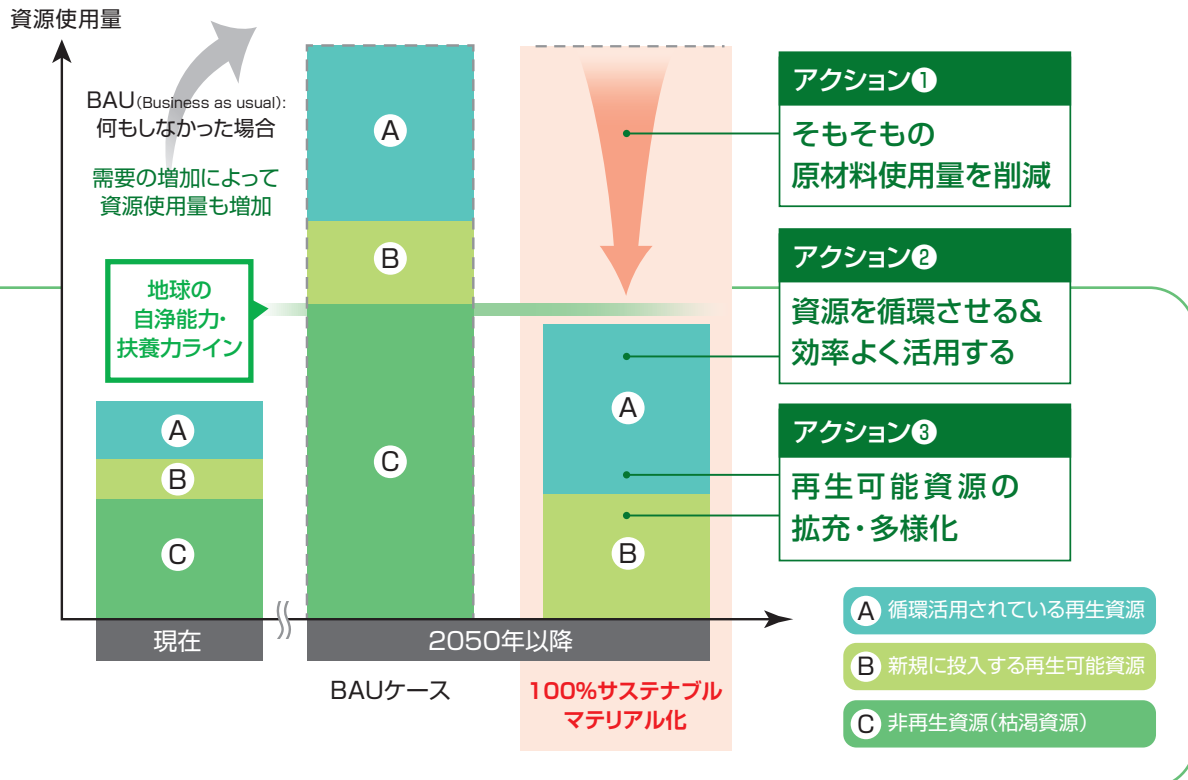 資源使用量
BAU(Business as usual):
何もしなかった場合
需要の増加によって
資源使用量も増加
地球の
自浄能力・
扶養力ライン
A
B
C
A
B
C
A
B
アクション❶
そもそもの
原材料使用量を削減
アクション❷
資源を循環させる&
効率よく活用する
アクション❸
再生可能資源の
拡充・多様化
現在
2050年以降
BAUケース
100%サステナブル
マテリアル化
A 循環活用されている再生資源
B 新規に投入する再生可能資源
C 非再生資源(枯渇資源)